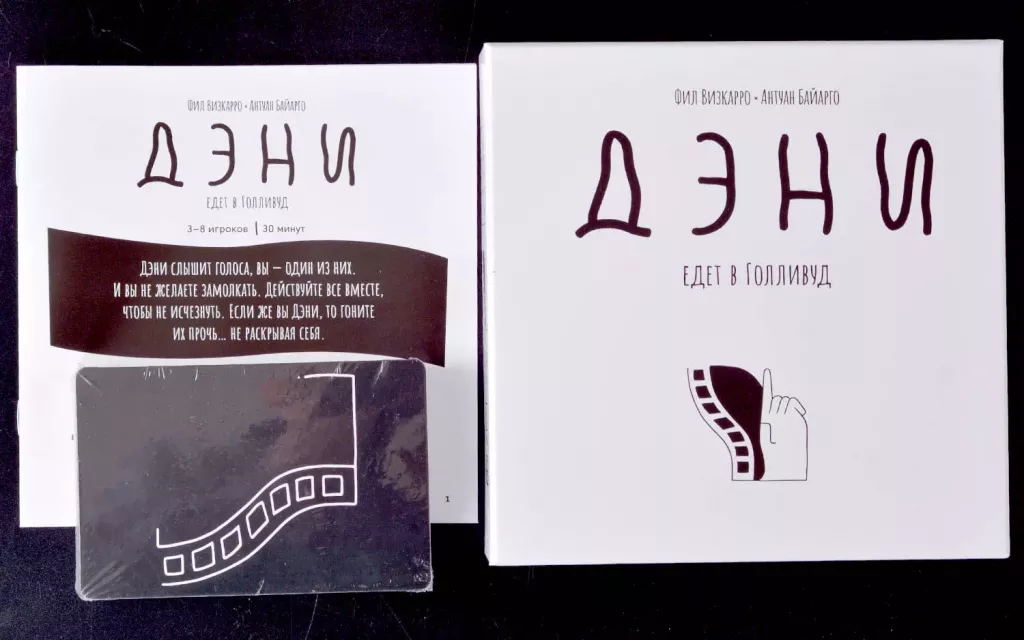 Фил Визкарро • Антуан Байарго
ДЭНИ
едет в Голливуд
3–8 игроков | 30 минут
Дэни слышит голоса, вы – один из них.
И вы не желаете замолкать. Действуйте все вместе,
чтобы не исчезнуть. Если же вы Дэни, то гоните
их прочь... не раскрывая себя.
1
Фил Визкарро • Антуан Байарго
ДЭНИ
едет в Голливуд